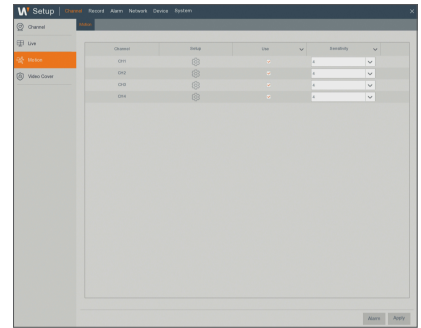 W Setup Channel Record Alarm Network Device System ×
Channel Motion
Live
Motion
Video Cover
Channel Setup Use Sensitivity
CH1 4
CH2 4
CH3 4
CH4 4
Alarm Apply